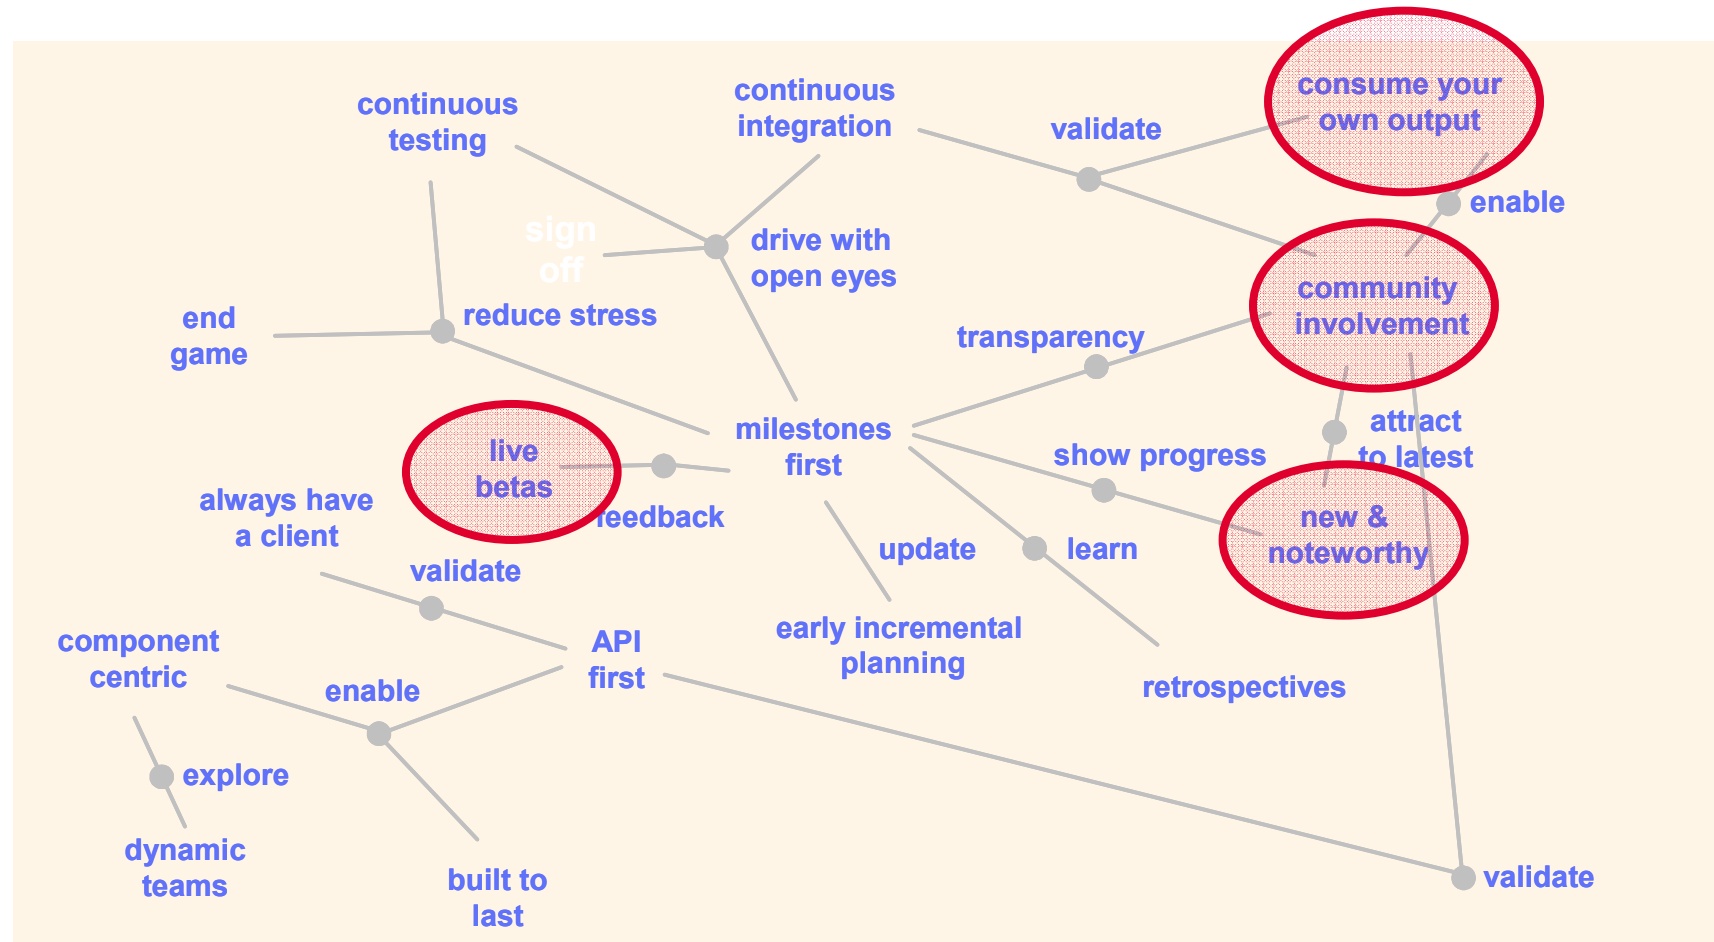 consume your
own output
continuous
integration
continuous
testing
validate
enable
sign
off
drive with
open eyes
community
involvement
end
game
reduce stress
transparency
milestones
first
attract
to latest
live
betas
show progress
feedback
always have
a client
new &
noteworthy
update
learn
validate
early incremental
planning
API
first
component
centric
enable
retrospectives
explore
dynamic
teams
built to
last
validate